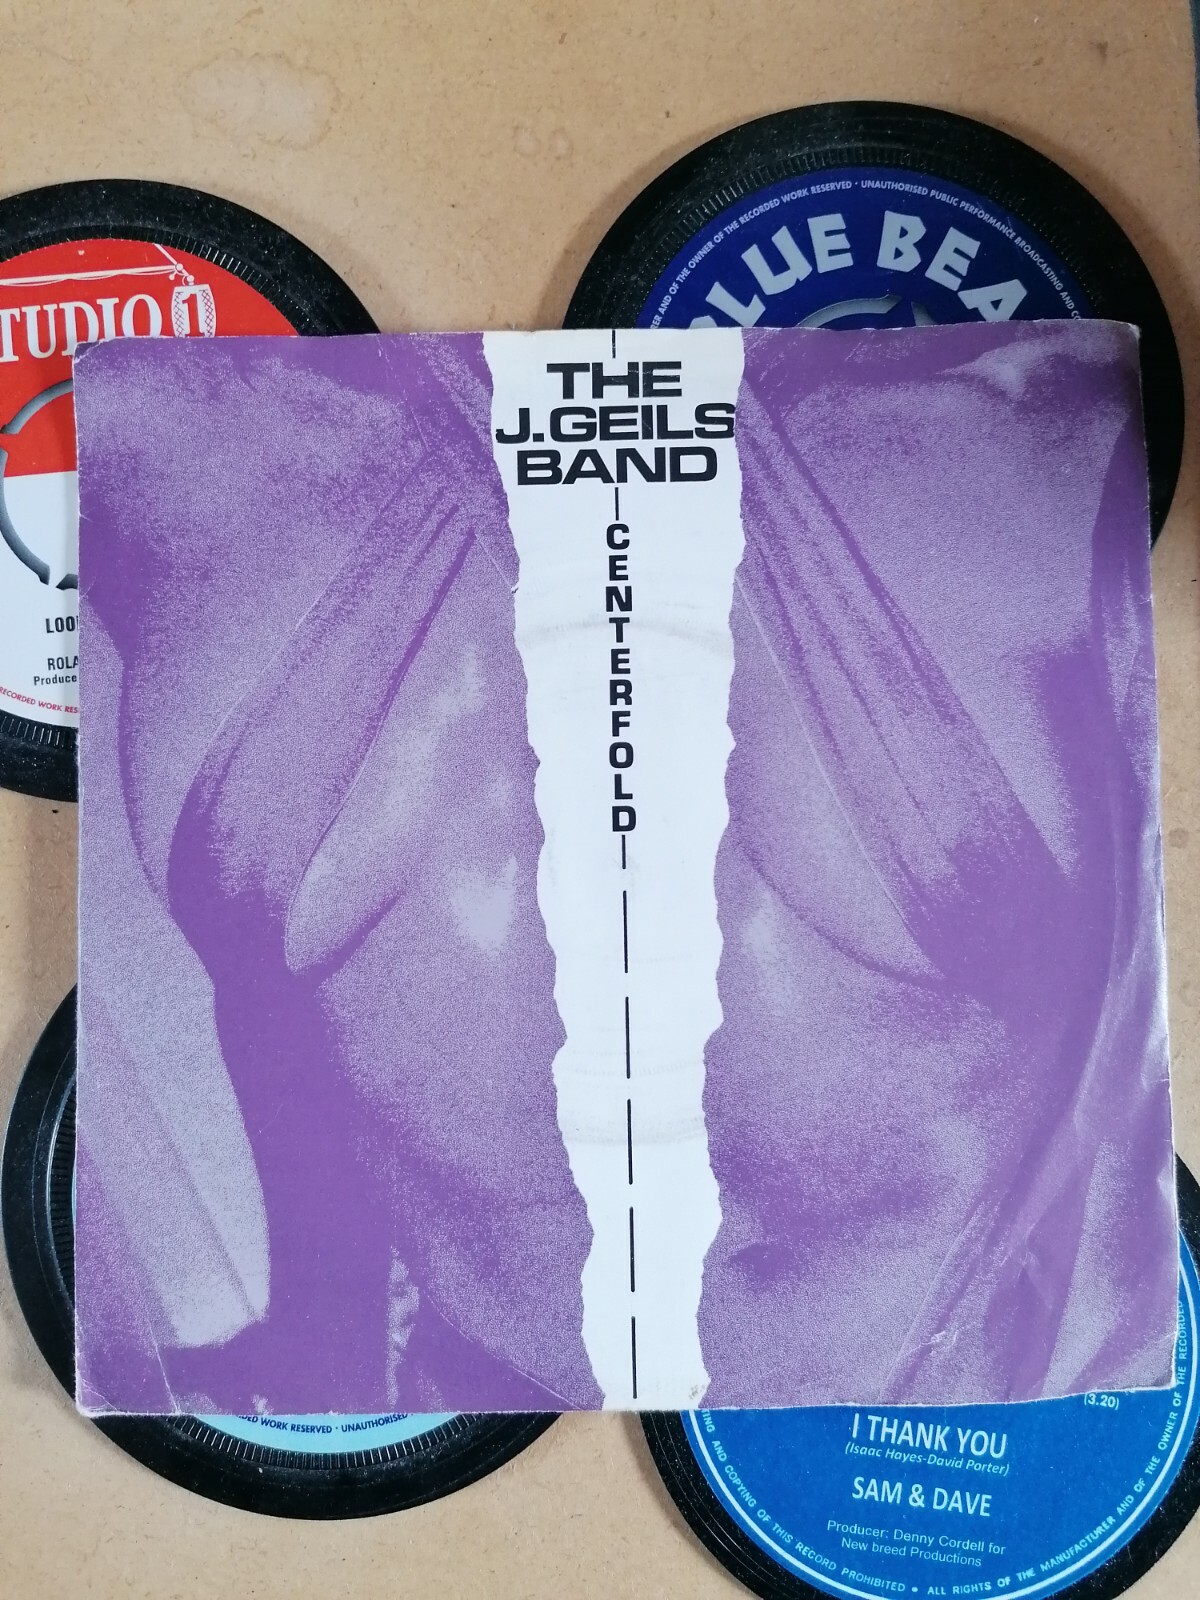 RER AND OF THE OWNER OF THE RECORDED WORK RESERVED · UNAUTHORISED PUBLIC PERFORMANCE BROADCASTING AND
BLUE BEA
TUDIO 1
THE
J.GEILS
BAND
CENTERFOLD
LOO
ROLA
Produce
RECORDED WORK RES
WORK RESERVED · UNAUTHORISED
(3.20)
I THANK YOU
(Isaac Hayes-David Porter)
SAM & DAVE
Producer: Denny Cordell for
New breed Productions
TING AND COPYING OF THIS RECORD PROHIBITED ● ALL RIGHTS OF THE MANUFACTURER AND OF THE OWNER OF THE RECORDED